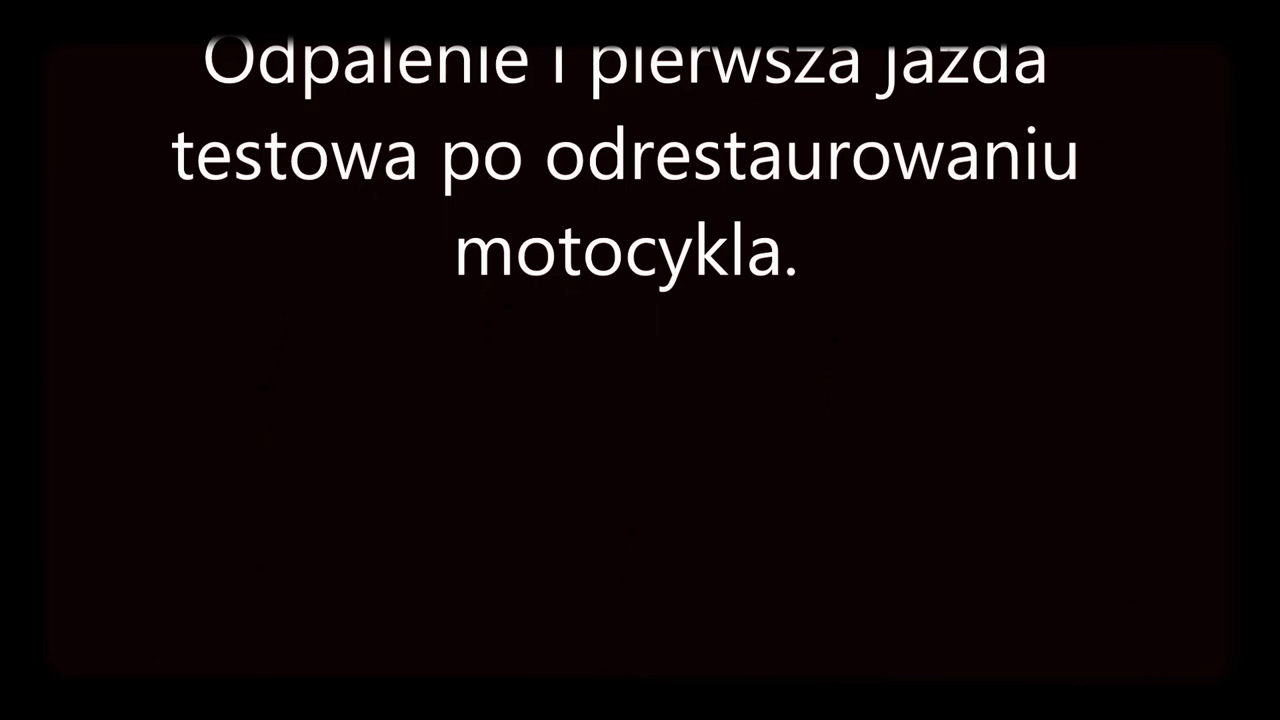 Odpalenie i pierwsza jazda
testowa po odrestaurowaniu
motocykla.